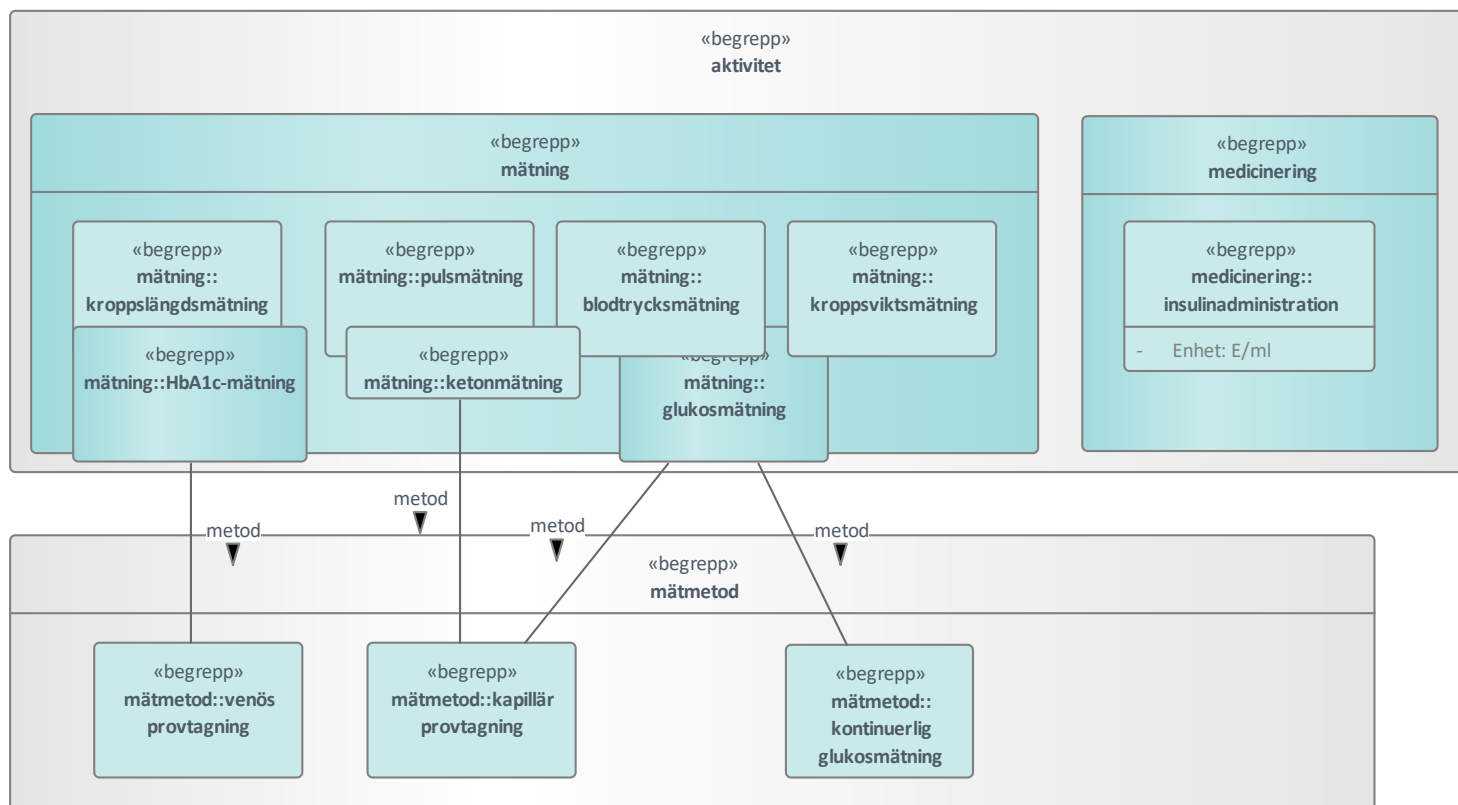 «begrepp»
aktivitet
«begrepp»
mätning
«begrepp»
medicinering
«begrepp»
mätning::
kroppslängdsmätning
«begrepp»
mätning::pulsmätning
«begrepp»
mätning::
blodtrycksmätning
«begrepp»
mätning::
kroppsviktsmätning
«begrepp»
medicinering::
insulinadministration
- Enhet: E/ml
«begrepp»
mätning::HbA1c-mätning
«begrepp»
mätning::ketonmätning
«begrepp»
mätning::
glukosmätning
metod
metod
metod
metod
«begrepp»
mätmetod
«begrepp»
mätmetod::venös
provtagning
«begrepp»
mätmetod::kapillär
provtagning
«begrepp»
mätmetod::
kontinuerlig
glukosmätning